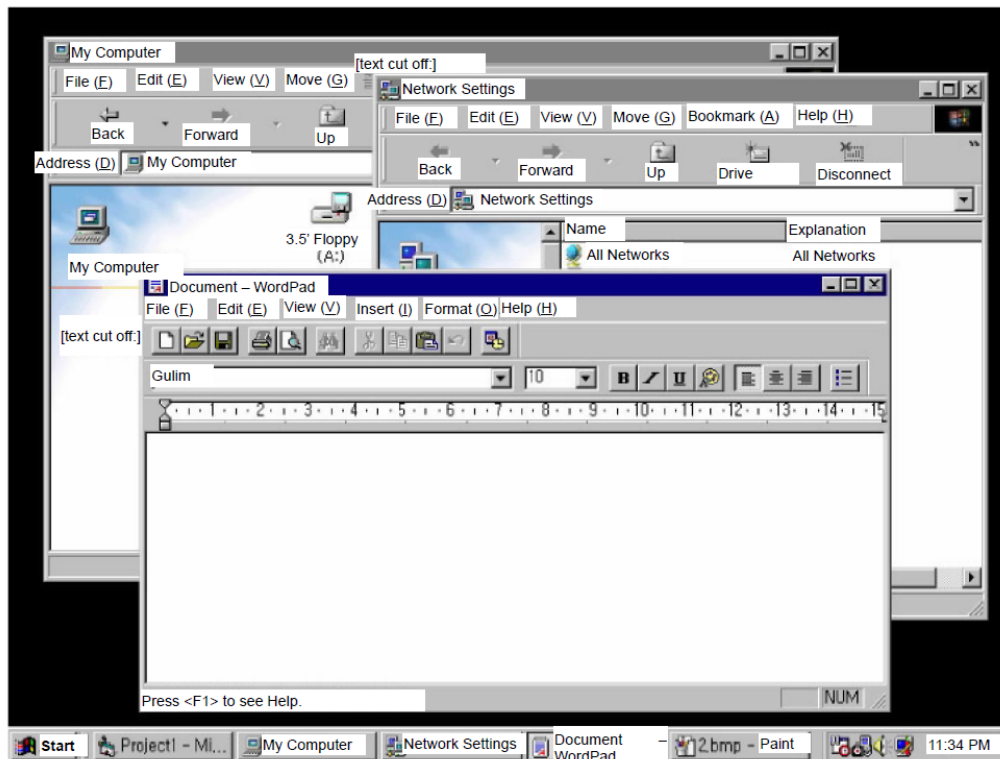 My Computer
[text cut off:]
File (F) Edit (E) View (V) Move (G)
Back Forward Up
Address (D) My Computer
3.5' Floppy
(A:)
My Computer
[text cut off:]
Network Settings
File (F) Edit (E) View (V) Move (G) Bookmark (A) Help (H)
Back Forward Up Drive Disconnect
Address (D) Network Settings
Name Explanation
All Networks All Networks
Document – WordPad
File (F) Edit (E) View (V) Insert (I) Format (O) Help (H)
Gulim 10 B I U
1 2 3 4 5 6 7 8 9 10 11 12 13 14 15
Press <F1> to see Help. NUM
Start Project1 - Mi... My Computer Network Settings Document – WordPad 2.bmp - Paint 11:34 PM